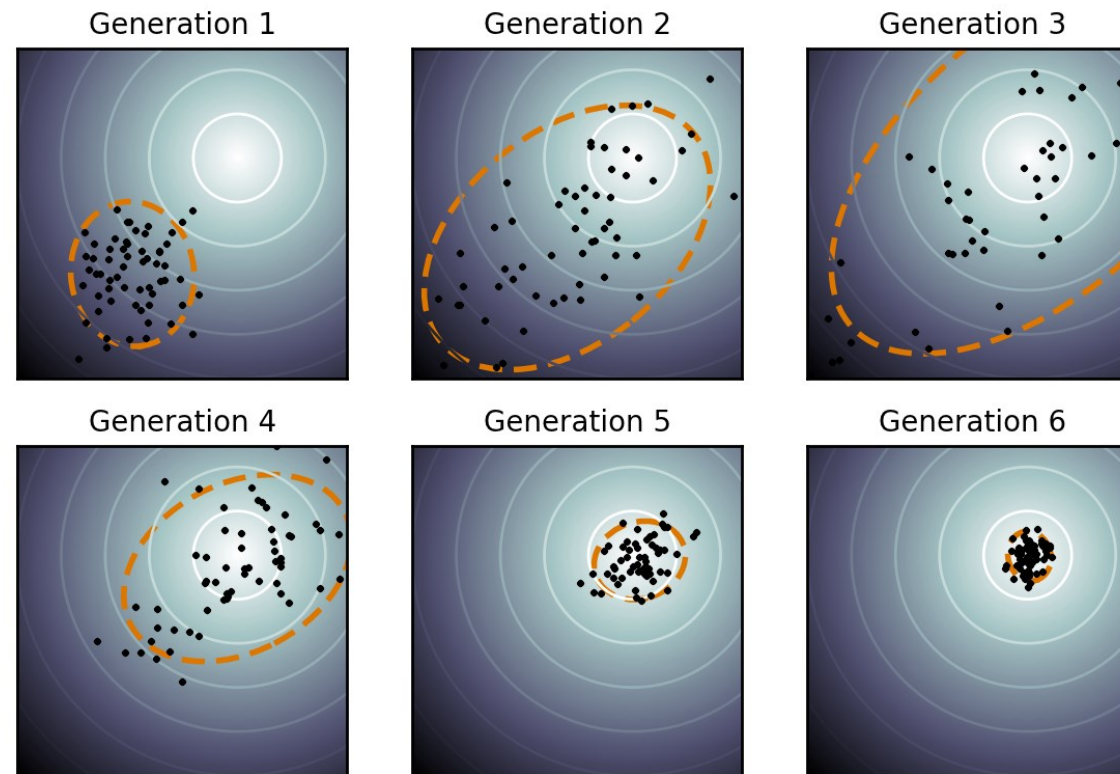 Generation 1
Generation 2
Generation 3
Generation 4
Generation 5
Generation 6